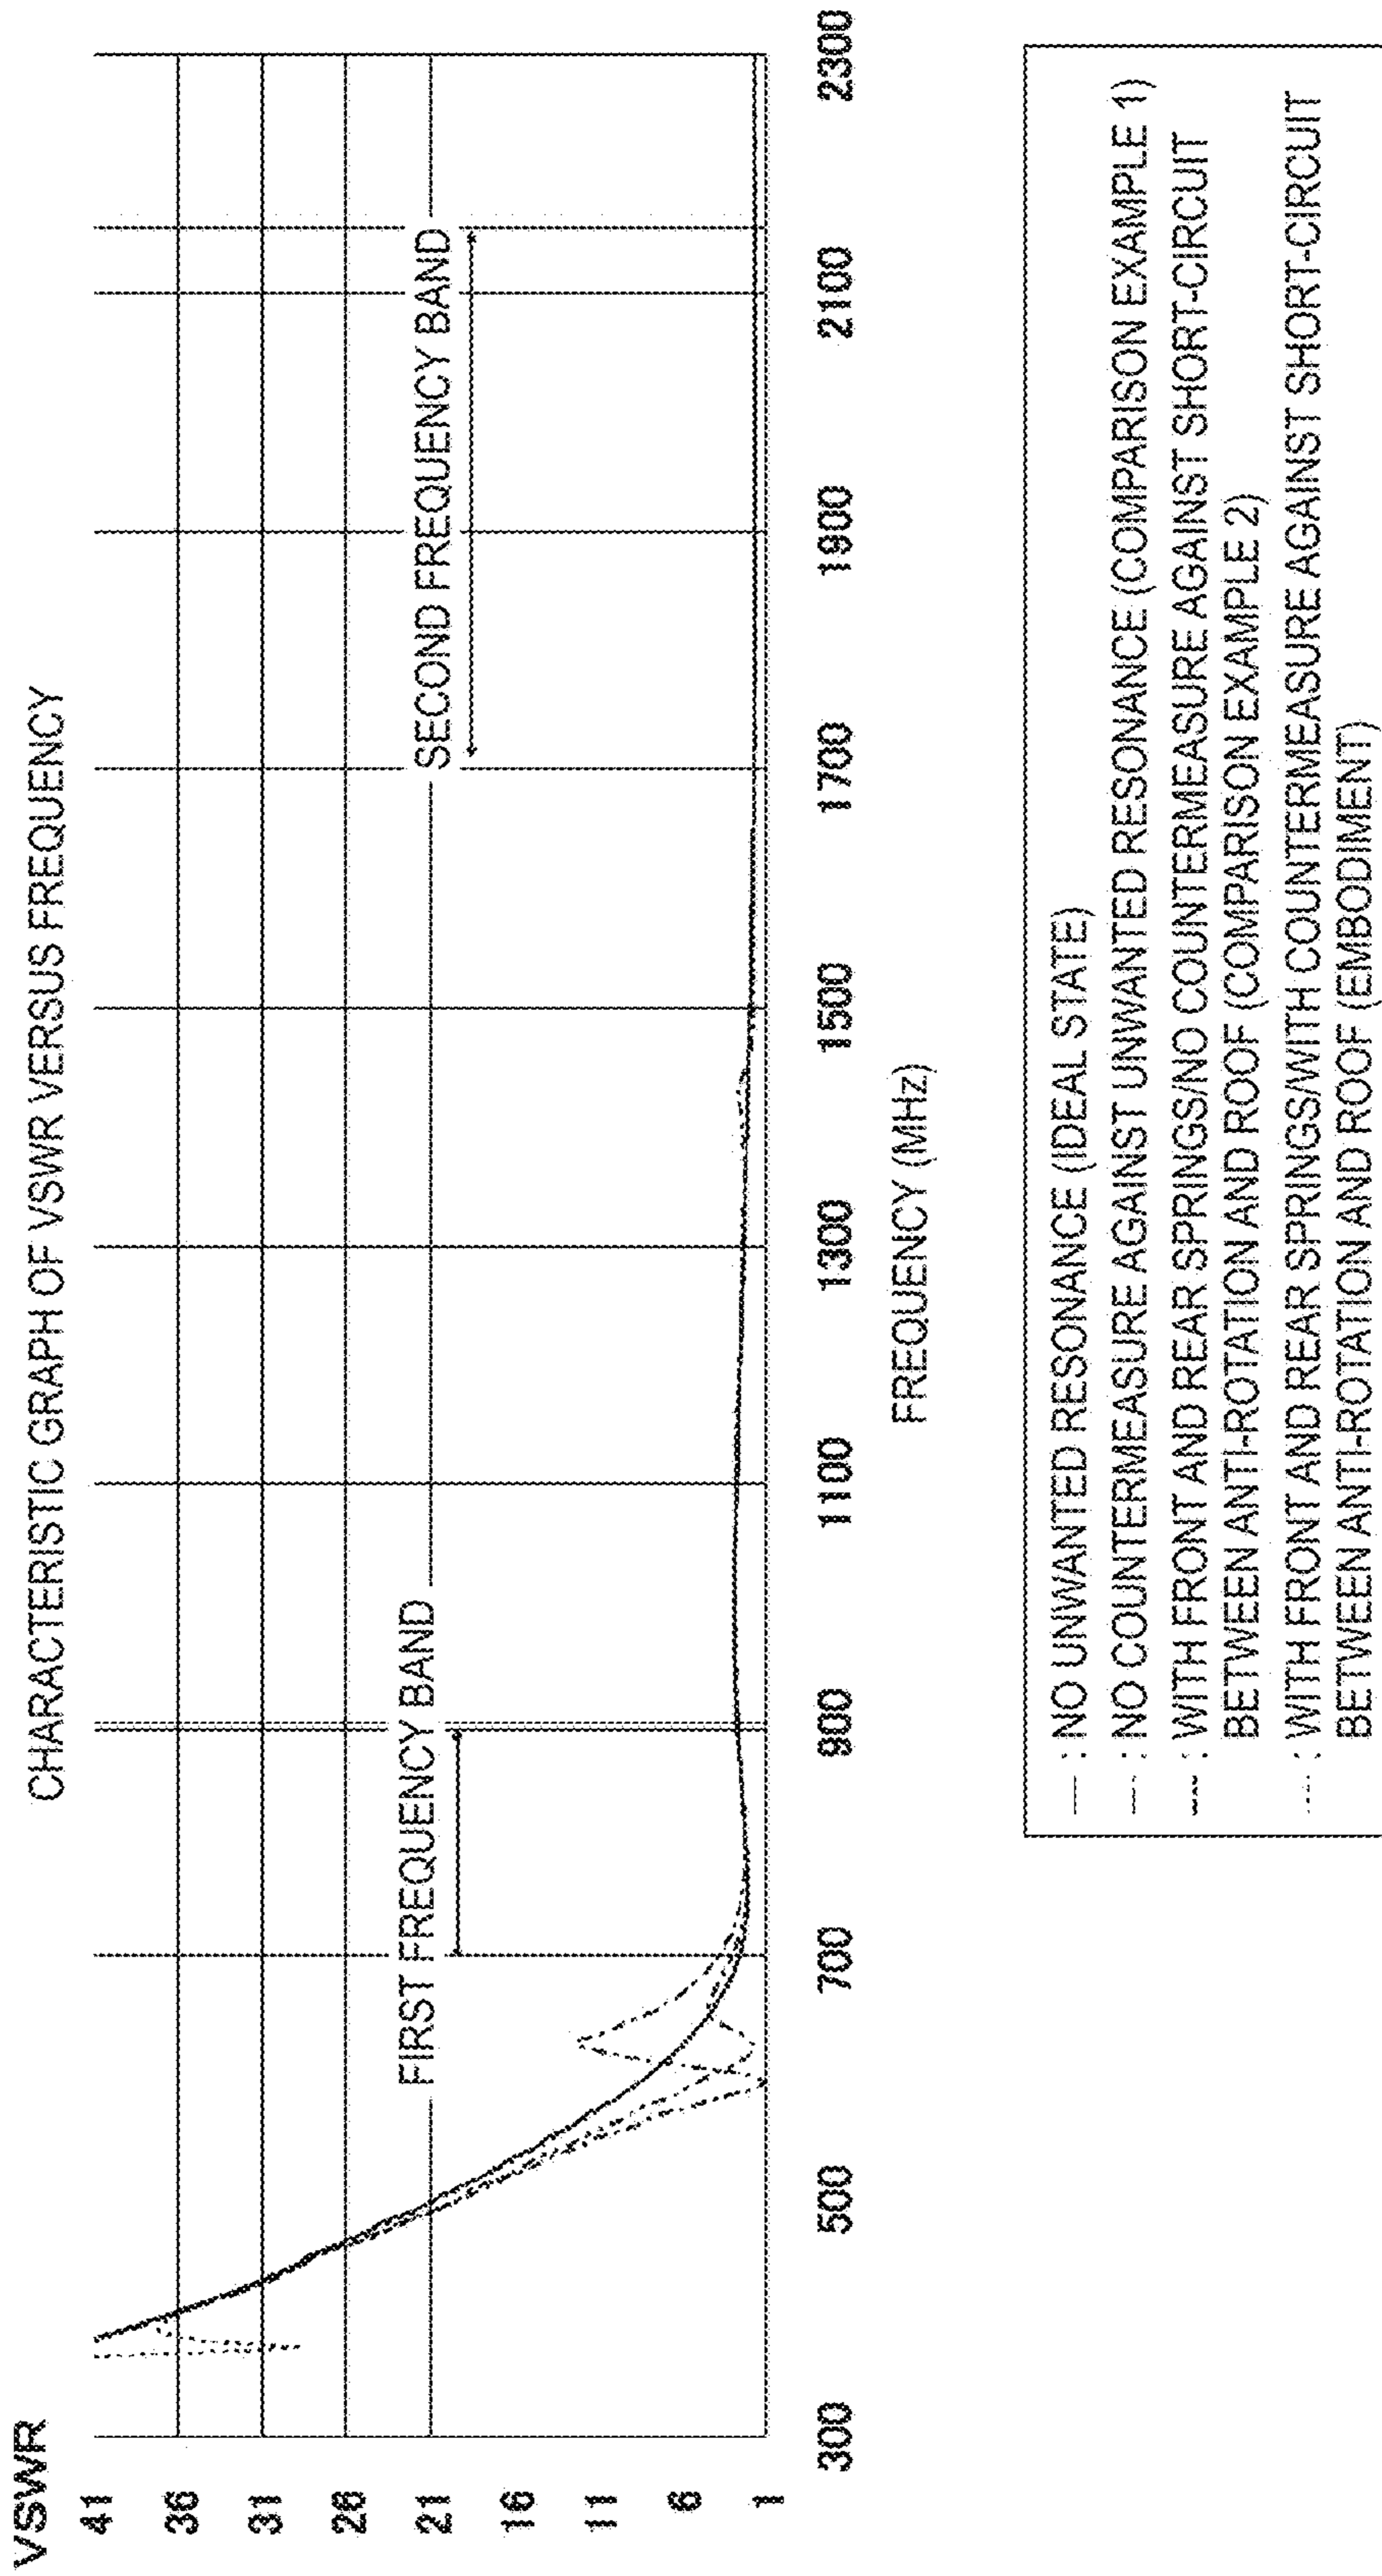 CHARACTERISTIC GRAPH OF VSWR VERSUS FREQUENCY
VSWR
41
36
31
26
21
16
11
6
1
FIRST FREQUENCY BAND
SECOND FREQUENCY BAND
300
500
700
900
1100
1300
1500
1700
1900
2100
2300
FREQUENCY (MHz)
: NO UNWANTED RESONANCE (IDEAL STATE)
: NO COUNTERMEASURE AGAINST UNWANTED RESONANCE (COMPARISON EXAMPLE 1)
: WITH FRONT AND REAR SPRINGS/NO COUNTERMEASURE AGAINST SHORT-CIRCUIT
BETWEEN ANTI-ROTATION AND ROOF (COMPARISON EXAMPLE 2)
: WITH FRONT AND REAR SPRINGS/WITH COUNTERMEASURE AGAINST SHORT-CIRCUIT
BETWEEN ANTI-ROTATION AND ROOF (EMBODIMENT)